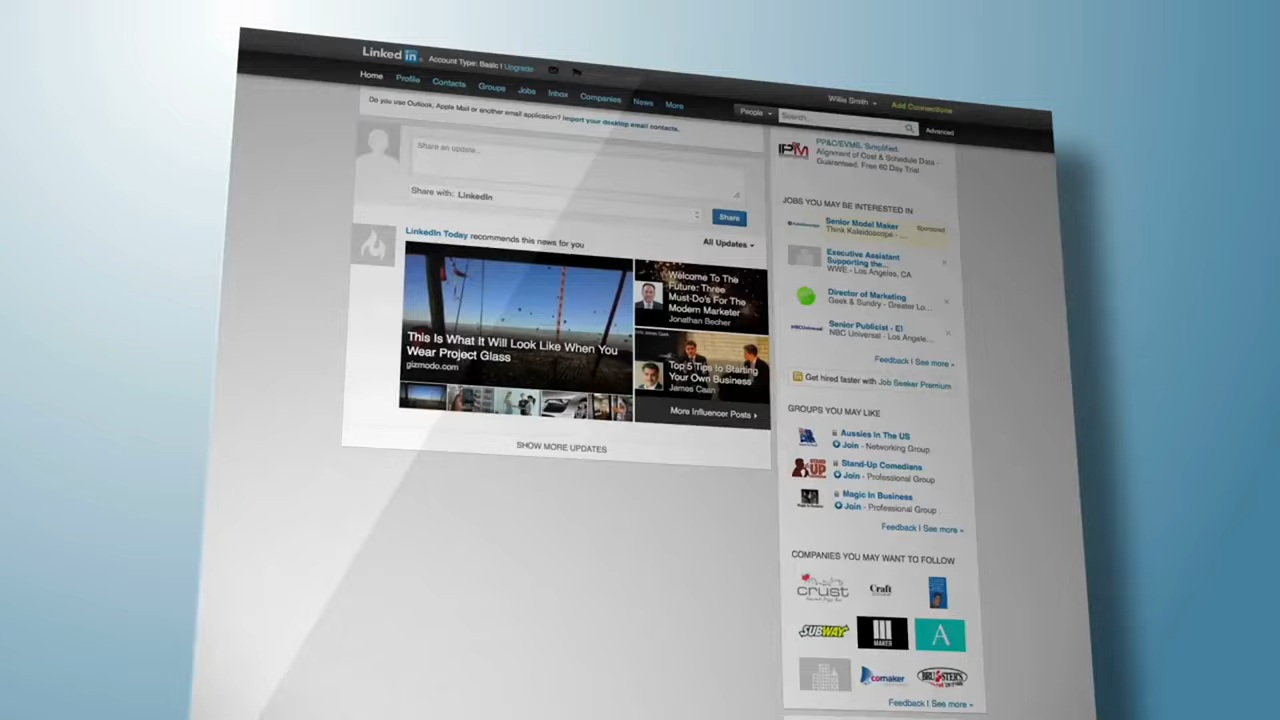 Linked in
Account Type: Basic | Upgrade
Willie Smith
Add Connections
Home Profile Contacts Groups Jobs Inbox Companies News More
People
Search...
Advanced
Do you use Outlook, Apple Mail or another email application? Import your desktop email contacts.
Share an update...
Share with: LinkedIn
Share
LinkedIn Today recommends this news for you
All Updates
This Is What It Will Look Like When You
Wear Project Glass
gizmodo.com
Welcome To The
Future: Three
Must-Do's For The
Modern Marketer
Jonathan Becher
Top 5 Tips to Starting
Your Own Business
James Caan
More Influencer Posts
SHOW MORE UPDATES
IPM
PP&C/EVMS, Simplified.
Alignment of Cost & Schedule Data -
Guaranteed. Free 60 Day Trial
JOBS YOU MAY BE INTERESTED IN
Senior Model Maker
Sponsored
Think Kaleidoscope - ...
Executive Assistant
Supporting the...
WWE - Los Angeles, CA
Director of Marketing
Geek & Sundry - Greater Lo...
NBCUniversal
Senior Publicist - E!
NBC Universal - Los Angele...
Feedback | See more »
Get hired faster with Job Seeker Premium
GROUPS YOU MAY LIKE
Aussies In The US
Join - Networking Group
STAND UP
Stand-Up Comedians
Join - Professional Group
Magic In Business
Join - Professional Group
Feedback | See more »
COMPANIES YOU MAY WANT TO FOLLOW
crust
Craft
SUBWAY
MAKER
A
comaker
BRUSTER'S
Feedback | See more »